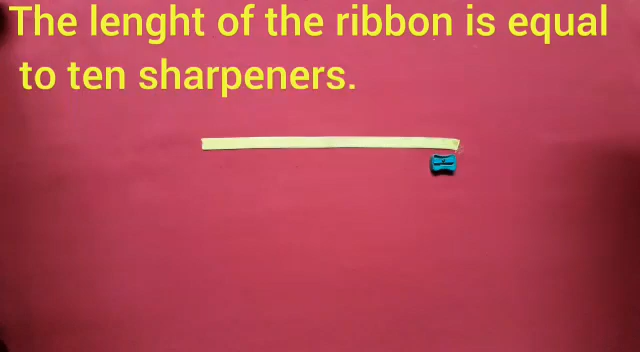 The lenght of the ribbon is equal
to ten sharpeners.